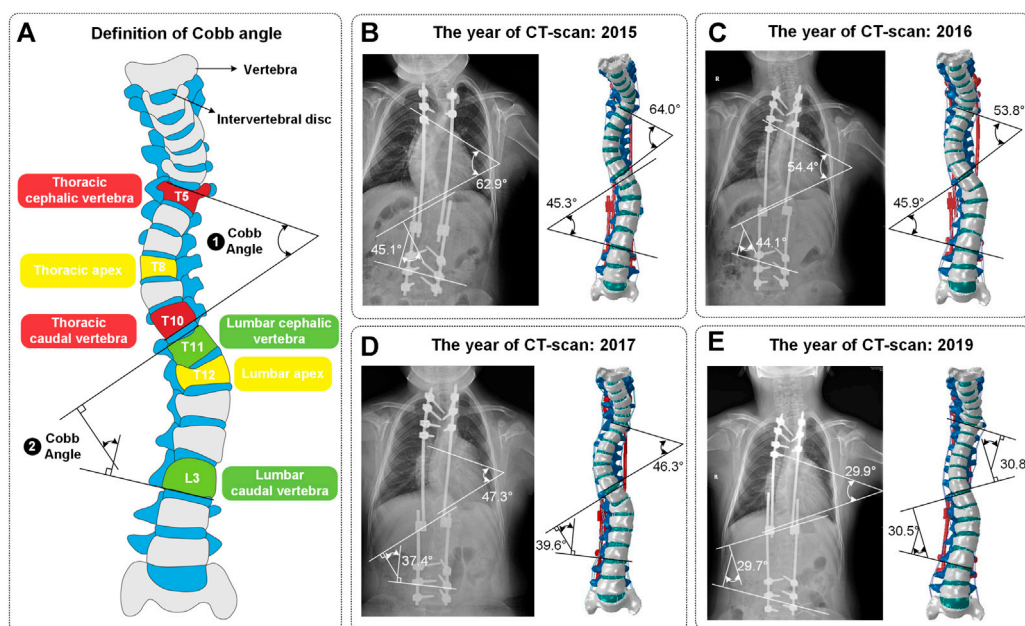 A
Definition of Cobb angle
Vertebra
Intervertebral disc
Thoracic
cephalic vertebra
T5
1 Cobb
Angle
Thoracic apex
T8
Thoracic
caudal vertebra
T10
Lumbar cephalic
vertebra
T11
T12
Lumbar apex
2 Cobb
Angle
L3
Lumbar
caudal vertebra
B
The year of CT-scan: 2015
62.9°
45.1°
64.0°
45.3°
C
The year of CT-scan: 2016
R
54.4°
44.1°
53.8°
45.9°
D
The year of CT-scan: 2017
47.3°
37.4°
46.3°
39.6°
E
The year of CT-scan: 2019
R
29.9°
29.7°
30.8
30.5°